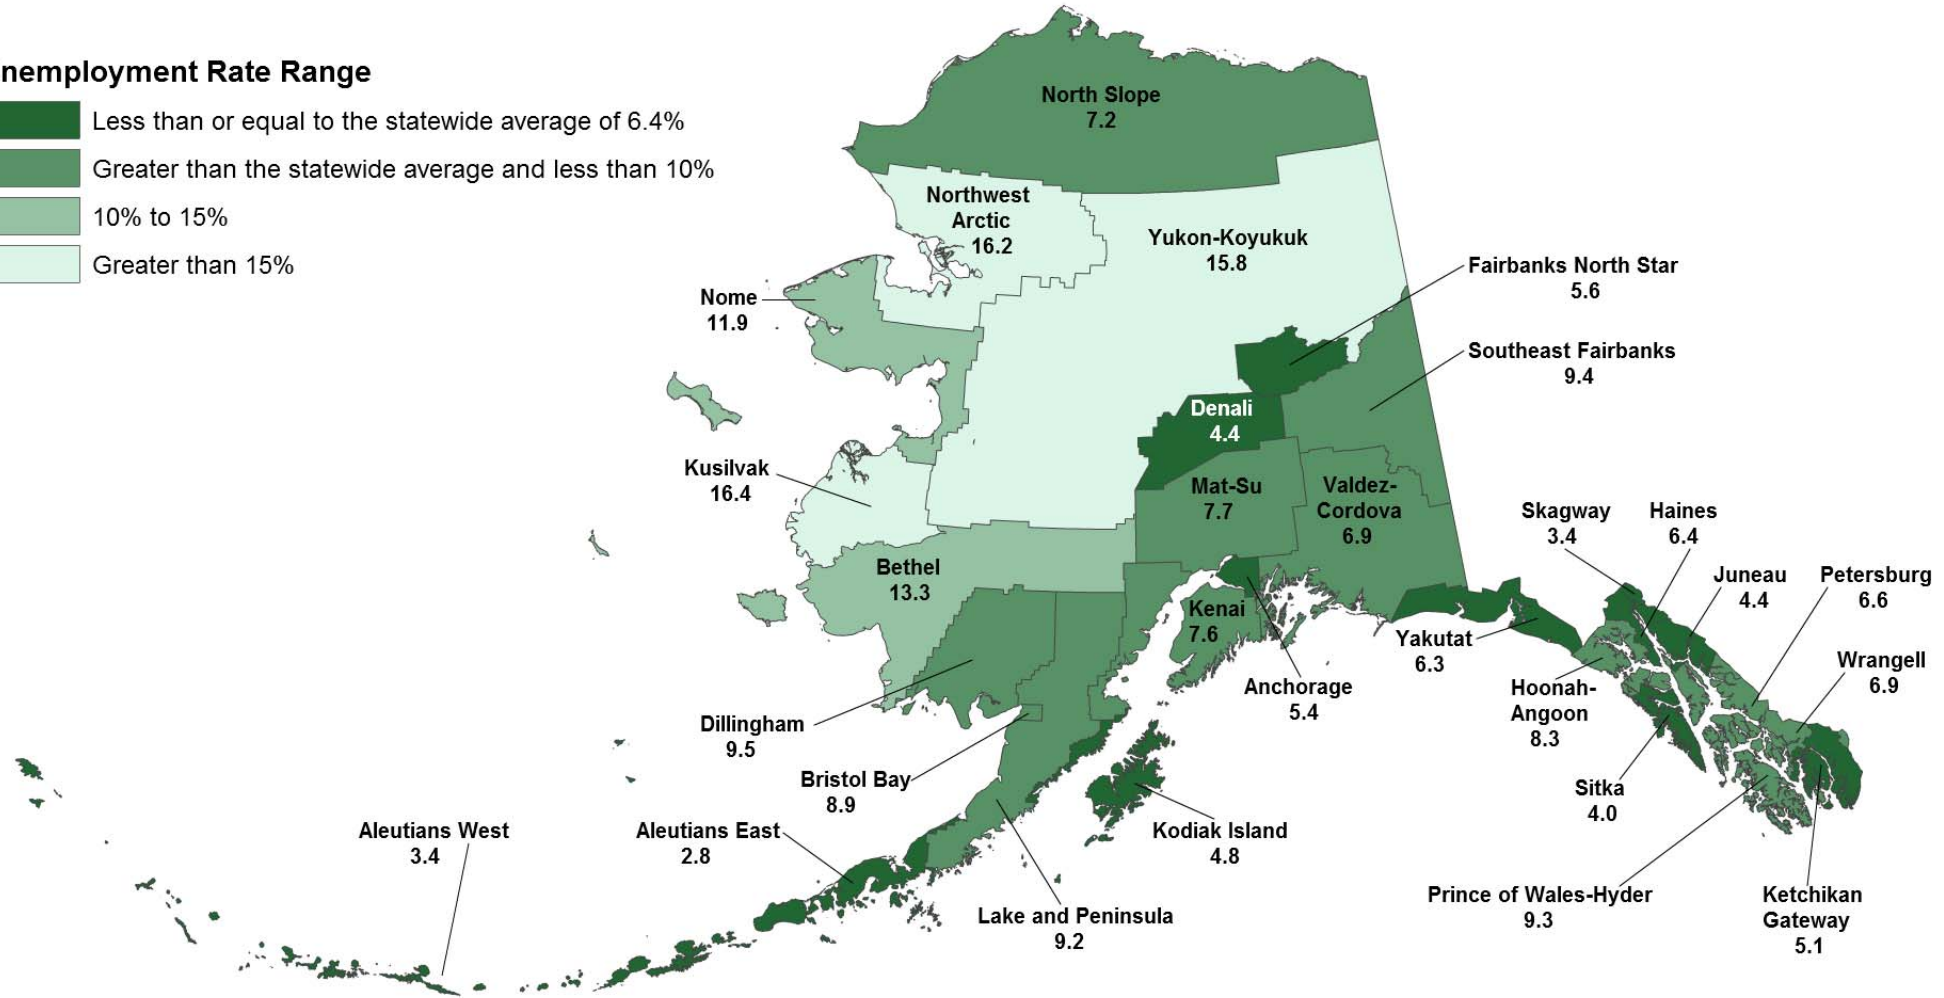 nemployment Rate Range
Less than or equal to the statewide average of 6.4%
Greater than the statewide average and less than 10%
10% to 15%
Greater than 15%
North Slope
7.2
Northwest
Arctic
16.2
Yukon-Koyukuk
15.8
Fairbanks North Star
5.6
Nome
11.9
Southeast Fairbanks
9.4
Denali
4.4
Kusilvak
16.4
Mat-Su
7.7
Valdez-
Cordova
6.9
Skagway
3.4
Haines
6.4
Juneau
4.4
Petersburg
6.6
Bethel
13.3
Kenai
7.6
Yakutat
6.3
Wrangell
6.9
Anchorage
5.4
Hoonah-
Angoon
8.3
Dillingham
9.5
Bristol Bay
8.9
Sitka
4.0
Aleutians West
3.4
Aleutians East
2.8
Kodiak Island
4.8
Lake and Peninsula
9.2
Prince of Wales-Hyder
9.3
Ketchikan
Gateway
5.1